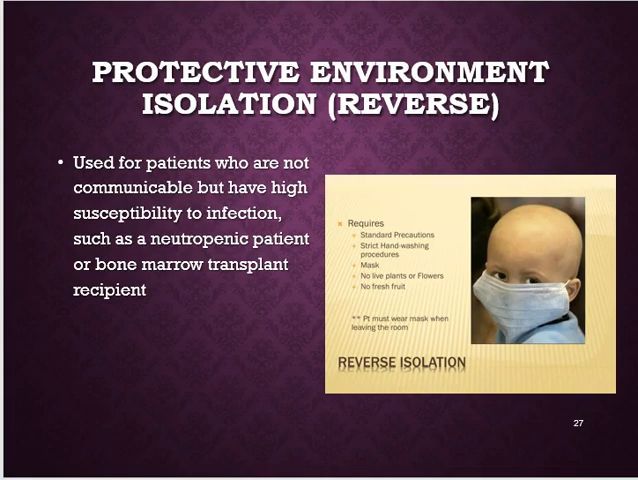 PROTECTIVE ENVIRONMENT
ISOLATION (REVERSE)
• Used for patients who are not
communicable but have high
susceptibility to infection,
such as a neutropenic patient
or bone marrow transplant
recipient
Requires
Standard Precautions
Strict Hand-washing
procedures
Mask
No live plants or Flowers
No fresh fruit
** Pt must wear mask when
leaving the room
REVERSE ISOLATION
27